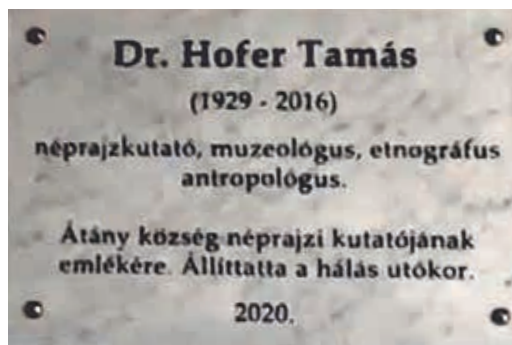 Dr. Hofer Tamás
(1929 - 2016)
néprajzkutató, muzeológus, etnográfus
antropológus.
Átány község néprajzi kutatójának
emlékére. Állíttatta a hálás utókor.
2020.